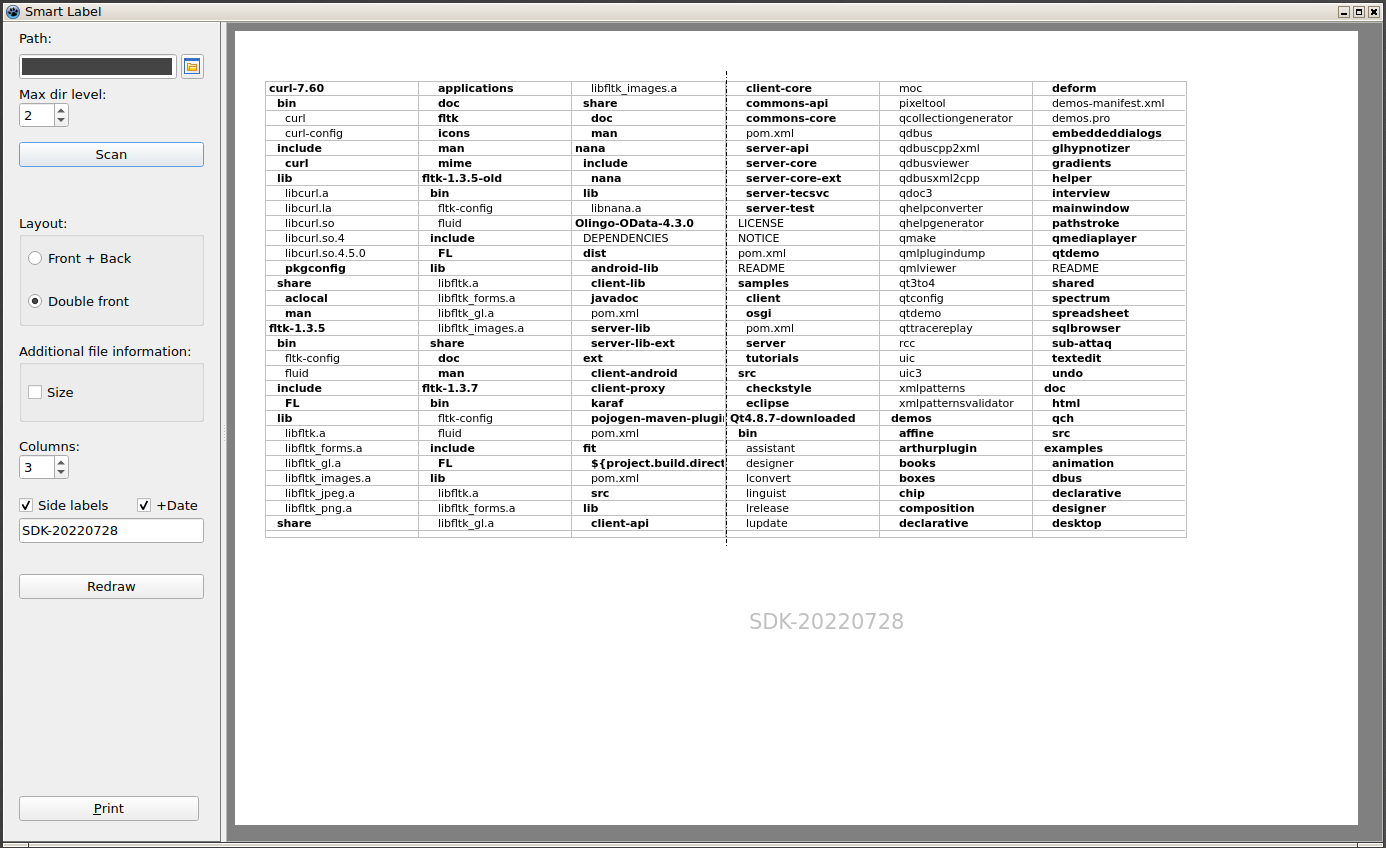 Smart Label
Path:
Max dir level:
2
Scan
Layout:
Front + Back
Double front
Additional file information:
Size
Columns:
3
Side labels
+Date
SDK-20220728
Redraw
Print
curl-7.60
bin
curl
curl-config
include
curl
lib
libcurl.a
libcurl.la
libcurl.so
libcurl.so.4
libcurl.so.4.5.0
pkgconfig
share
aclocal
man
fltk-1.3.5
bin
fltk-config
fluid
include
FL
lib
libfltk.a
libfltk_forms.a
libfltk_gl.a
libfltk_images.a
libfltk_jpeg.a
libfltk_png.a
share
applications
doc
fltk
icons
man
mime
fltk-1.3.5-old
bin
fltk-config
fluid
include
FL
lib
libfltk.a
libfltk_forms.a
libfltk_gl.a
libfltk_images.a
share
doc
man
fltk-1.3.7
bin
fltk-config
fluid
include
FL
lib
libfltk.a
libfltk_forms.a
libfltk_gl.a
libfltk_images.a
share
doc
man
nana
include
nana
lib
libnana.a
Olingo-OData-4.3.0
DEPENDENCIES
dist
android-lib
client-lib
javadoc
pom.xml
server-lib
server-lib-ext
ext
client-android
client-proxy
karaf
pojogen-maven-plugi
pom.xml
fit
${project.build.direct
pom.xml
src
lib
client-api
client-core
commons-api
commons-core
pom.xml
server-api
server-core
server-core-ext
server-tecsvc
server-test
LICENSE
NOTICE
pom.xml
README
samples
client
osgi
pom.xml
server
tutorials
src
checkstyle
eclipse
Qt4.8.7-downloaded
bin
assistant
designer
lconvert
linguist
lrelease
lupdate
moc
pixeltool
qcollectiongenerator
qdbus
qdbuscpp2xml
qdbusviewer
qdbusxml2cpp
qdoc3
qhelpconverter
qhelpgenerator
qmake
qmlplugindump
qmlviewer
qt3to4
qtconfig
qtdemo
qttracereplay
rcc
uic
uic3
xmlpatterns
xmlpatternsvalidator
demos
affine
arthurplugin
books
boxes
chip
composition
declarative
deform
demos-manifest.xml
demos.pro
embeddeddialogs
glhypnotizer
gradients
helper
interview
mainwindow
pathstroke
qmediaplayer
qtdemo
README
shared
spectrum
spreadsheet
sqlbrowser
sub-attaq
textedit
undo
doc
html
qch
src
examples
animation
dbus
declarative
designer
desktop
SDK-20220728